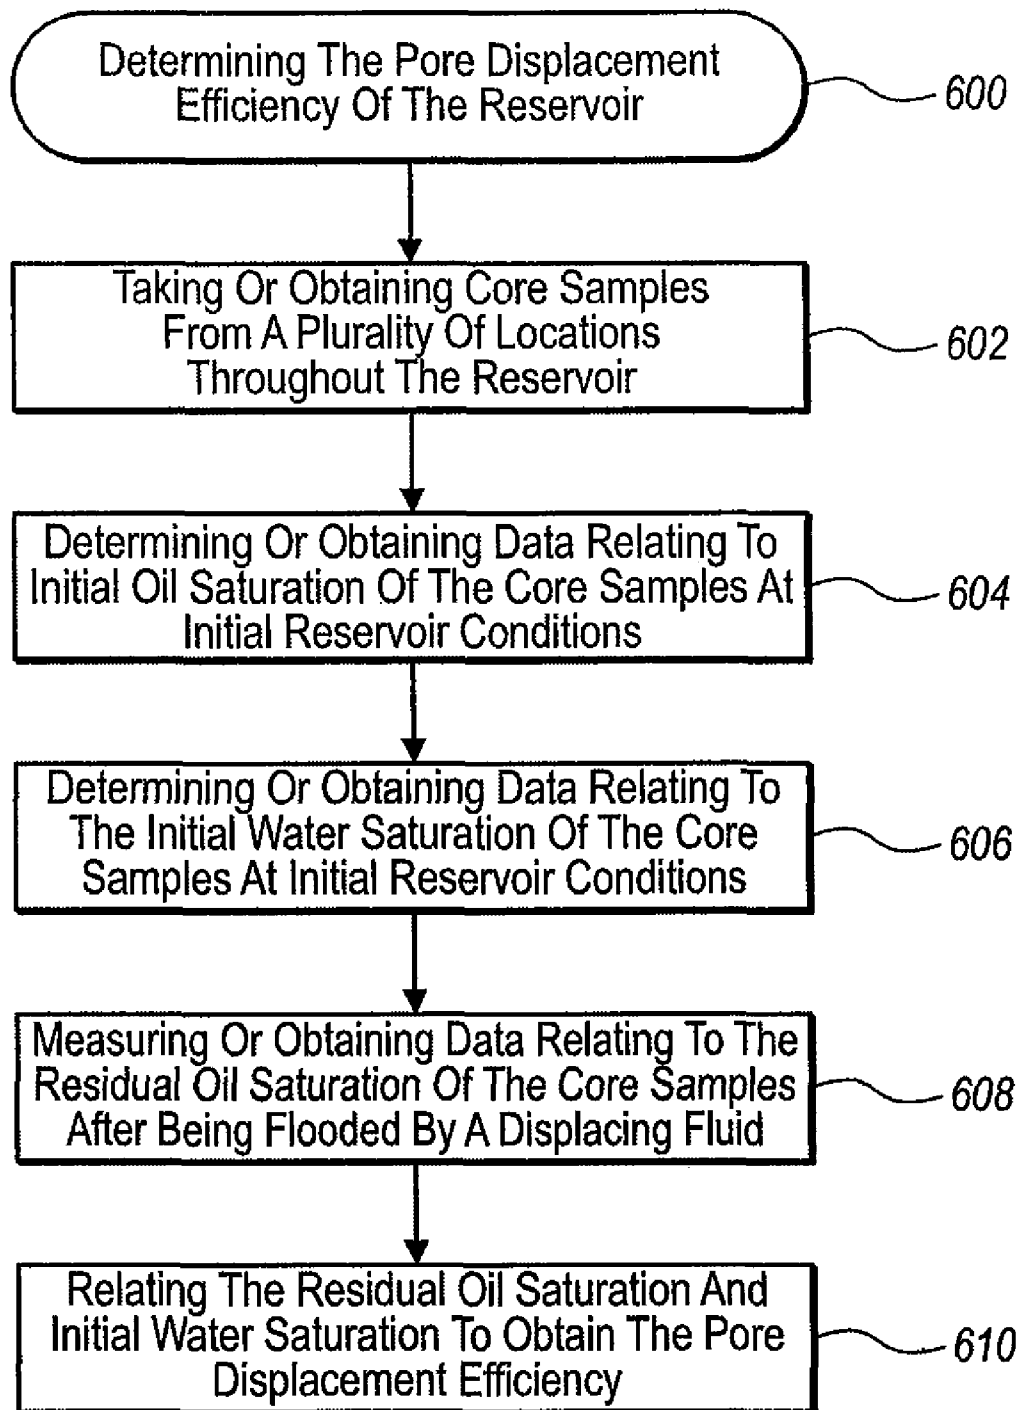 Determining The Pore Displacement
Efficiency Of The Reservoir
600
Taking Or Obtaining Core Samples
From A Plurality Of Locations
Throughout The Reservoir
602
Determining Or Obtaining Data Relating To
Initial Oil Saturation Of The Core Samples At
Initial Reservoir Conditions
604
Determining Or Obtaining Data Relating To
The Initial Water Saturation Of The Core
Samples At Initial Reservoir Conditions
606
Measuring Or Obtaining Data Relating To The
Residual Oil Saturation Of The Core Samples
After Being Flooded By A Displacing Fluid
608
Relating The Residual Oil Saturation And
Initial Water Saturation To Obtain The Pore
Displacement Efficiency
610